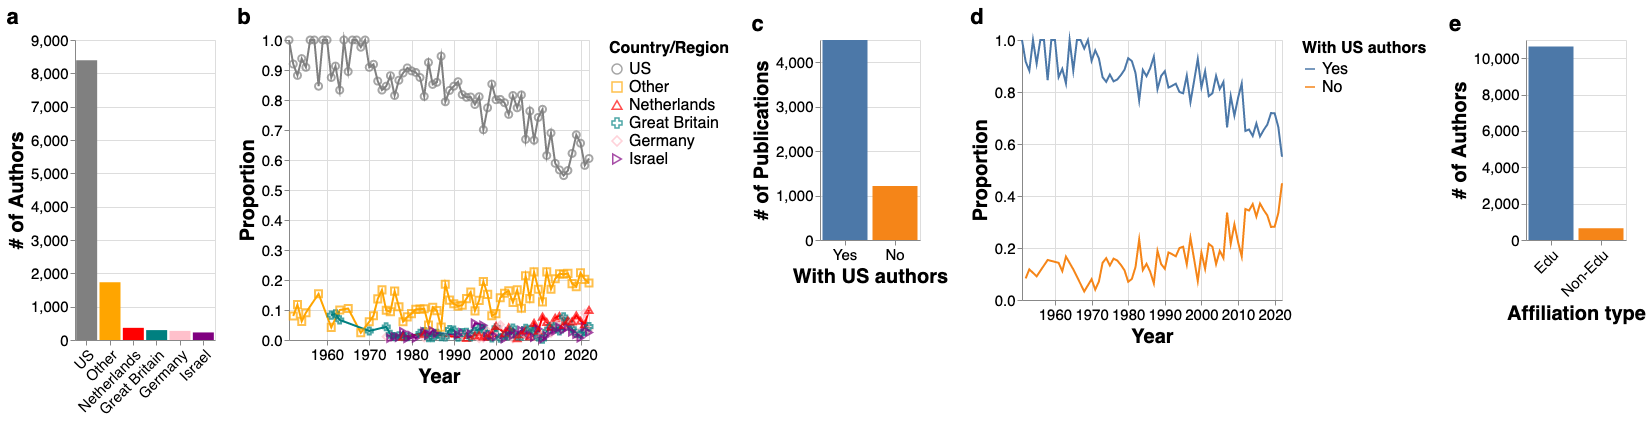 a
9,000
8,000
7,000
6,000
5,000
4,000
3,000
2,000
1,000
0
# of Authors
US
Other
Netherlands
Great Britain
Germany
Israel
b
1.0
0.9
0.8
0.7
0.6
0.5
0.4
0.3
0.2
0.1
0.0
Proportion
1960 1970 1980 1990 2000 2010 2020
Year
Country/Region
US
Other
Netherlands
Great Britain
Germany
Israel
c
4,000
3,000
2,000
1,000
0
# of Publications
Yes No
With US authors
d
1.0
0.8
0.6
0.4
0.2
0.0
Proportion
1960 1970 1980 1990 2000 2010 2020
Year
With US authors
Yes
No
e
10,000
8,000
6,000
4,000
2,000
0
# of Authors
Edu
Non-Edu
Affiliation type